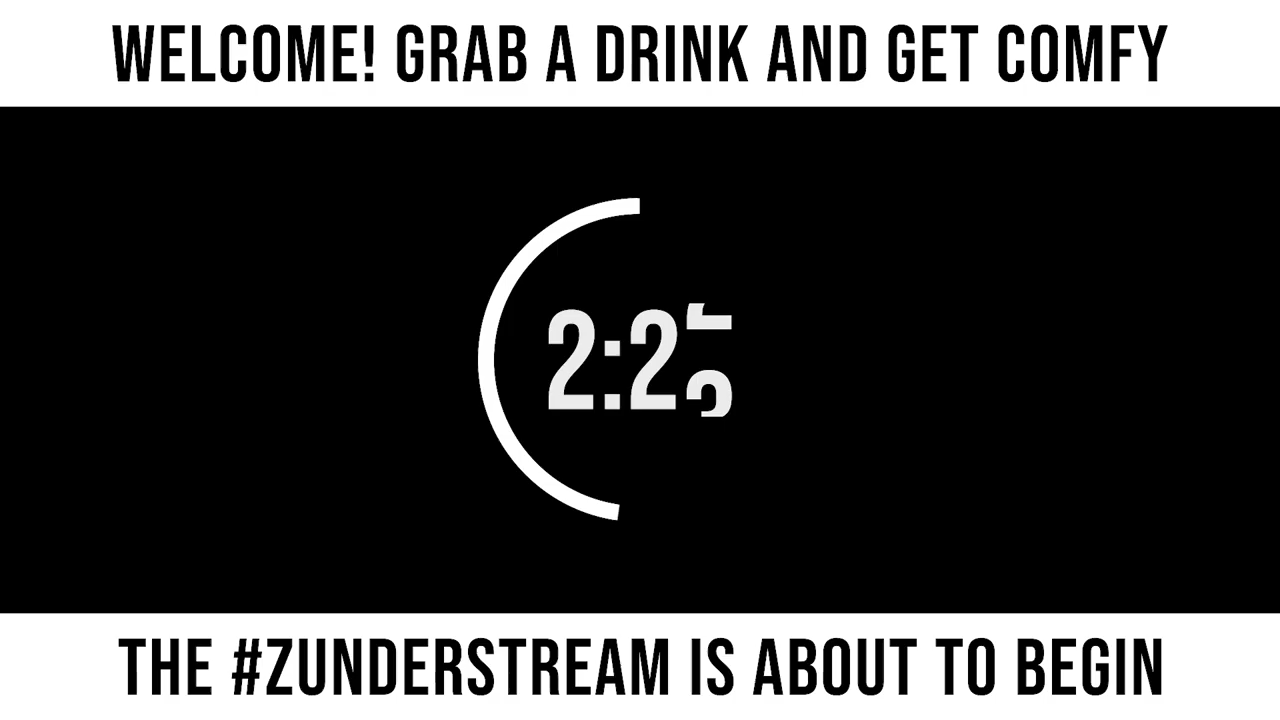 WELCOME! GRAB A DRINK AND GET COMFY
2:2
THE #ZUNDERSTREAM IS ABOUT TO BEGIN